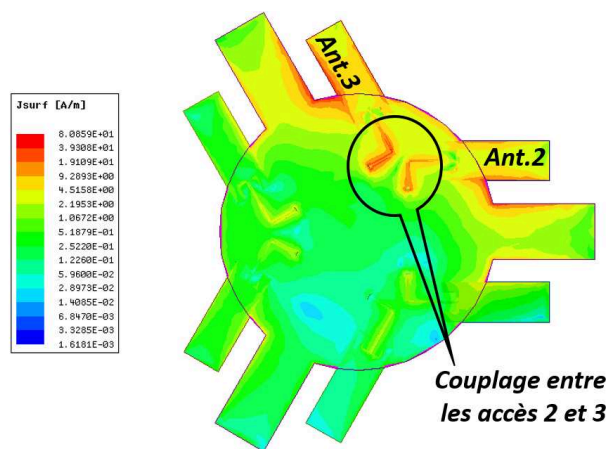 Jsurf [A/m]
8.0859E+01
3.9308E+01
1.9109E+01
9.2893E+00
4.5158E+00
2.1953E+00
1.0672E+00
5.1879E-01
2.5220E-01
1.2260E-01
5.9600E-02
2.8973E-02
1.4085E-02
6.8470E-03
3.3285E-03
1.6181E-03
Ant.3
Ant.2
Couplage entre
les accès 2 et 3